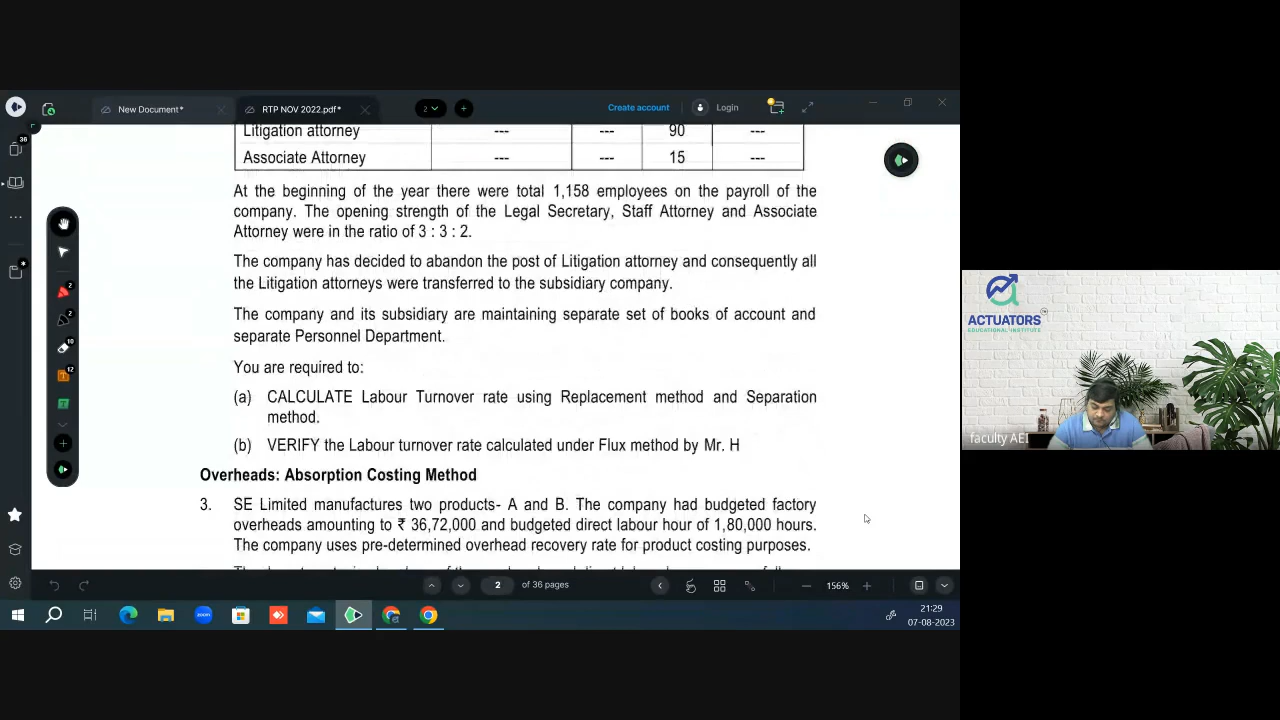 New Document*
RTP NOV 2022.pdf*
2
Create account
Login
36
Litigation attorney --- --- 90 ---
Associate Attorney --- --- 15 ---
At the beginning of the year there were total 1,158 employees on the payroll of the
company. The opening strength of the Legal Secretary, Staff Attorney and Associate
Attorney were in the ratio of 3 : 3 : 2.
The company has decided to abandon the post of Litigation attorney and consequently all
the Litigation attorneys were transferred to the subsidiary company.
The company and its subsidiary are maintaining separate set of books of account and
separate Personnel Department.
You are required to:
(a) CALCULATE Labour Turnover rate using Replacement method and Separation
method.
(b) VERIFY the Labour turnover rate calculated under Flux method by Mr. H
Overheads: Absorption Costing Method
3. SE Limited manufactures two products- A and B. The company had budgeted factory
overheads amounting to ₹ 36,72,000 and budgeted direct labour hour of 1,80,000 hours.
The company uses pre-determined overhead recovery rate for product costing purposes.
2
2
10
12
2 of 36 pages
156%
zoom
21:29
07-08-2023
ACTUATORS
EDUCATIONAL INSTITUTE
faculty AEI